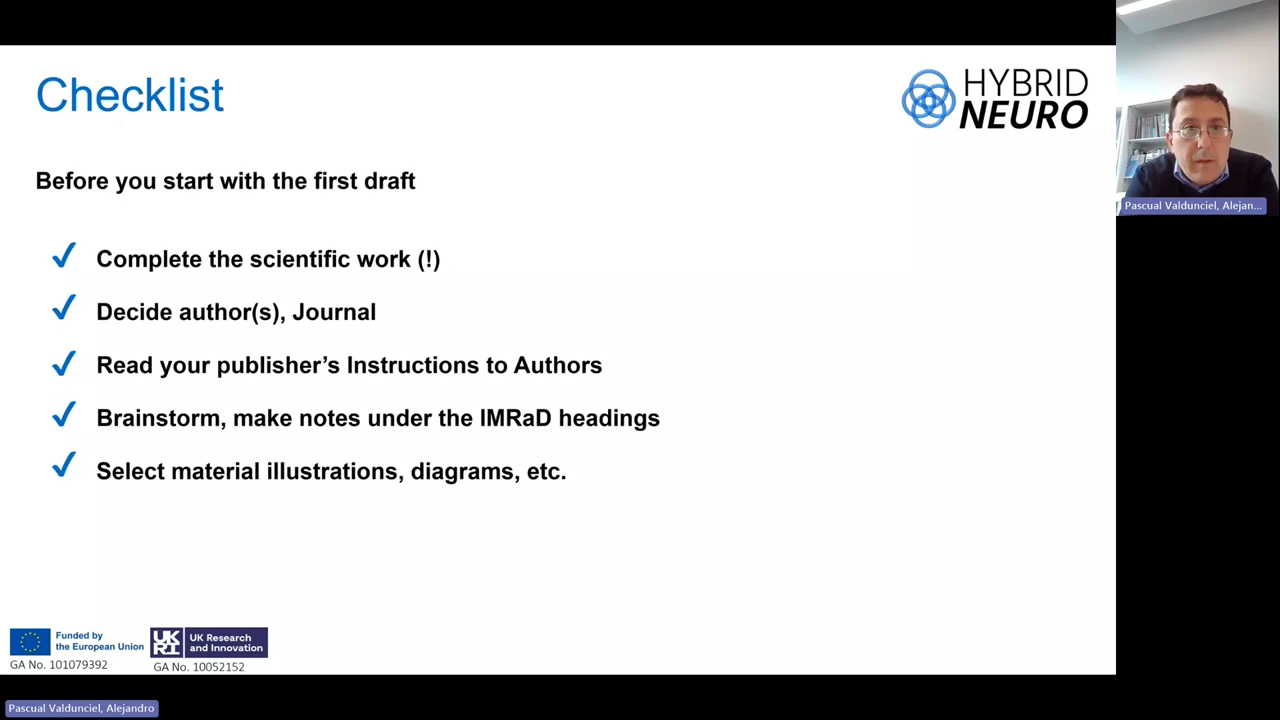 Checklist
HYBRID
NEURO
Before you start with the first draft
Complete the scientific work (!)
Decide author(s), Journal
Read your publisher’s Instructions to Authors
Brainstorm, make notes under the IMRaD headings
Select material illustrations, diagrams, etc.
Funded by
the European Union
GA No. 101079392
UK
RI
UK Research
and Innovation
GA No. 10052152
Pascual Valdunciel, Alejan...
Pascual Valdunciel, Alejandro